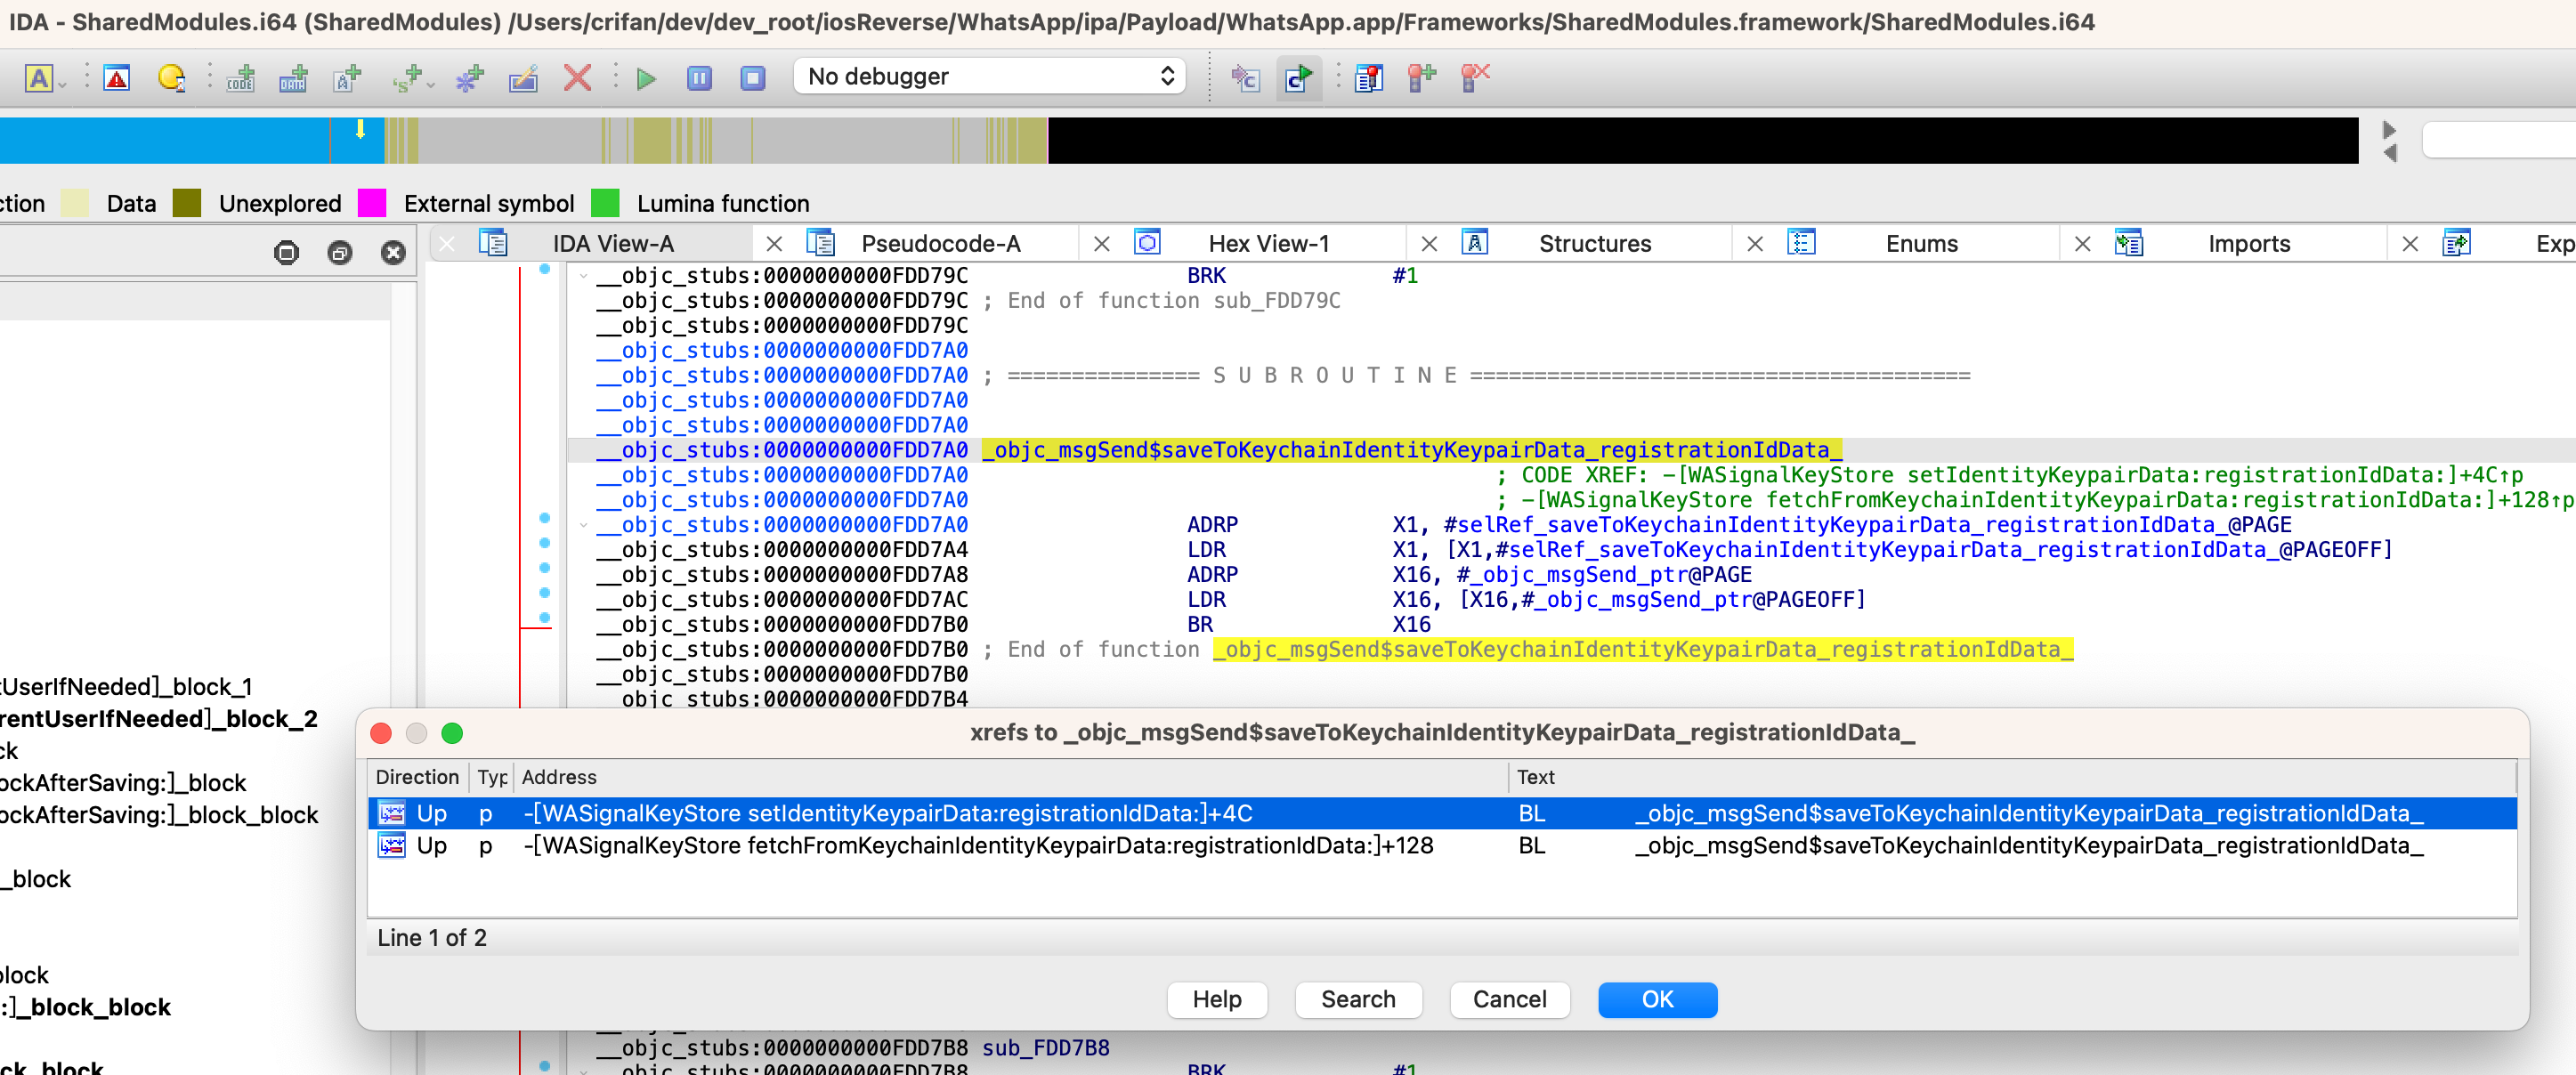 IDA - SharedModules.i64 (SharedModules) /Users/crifan/dev/dev_root/iosReverse/WhatsApp/ipa/Payload/WhatsApp.app/Frameworks/SharedModules.framework/SharedModules.i64
No debugger
ction Data Unexplored External symbol Lumina function
IDA View-A Pseudocode-A Hex View-1 Structures Enums Imports Exp
__objc_stubs:0000000000FDD79C BRK #1
__objc_stubs:0000000000FDD79C ; End of function sub_FDD79C
__objc_stubs:0000000000FDD79C
__objc_stubs:0000000000FDD7A0
__objc_stubs:0000000000FDD7A0 ; =============== S U B R O U T I N E =======================================
__objc_stubs:0000000000FDD7A0
__objc_stubs:0000000000FDD7A0
__objc_stubs:0000000000FDD7A0 _objc_msgSend$saveToKeychainIdentityKeypairData_registrationIdData_
__objc_stubs:0000000000FDD7A0 ; CODE XREF: -[WASignalKeyStore setIdentityKeypairData:registrationIdData:]+4C↑p
__objc_stubs:0000000000FDD7A0 ; -[WASignalKeyStore fetchFromKeychainIdentityKeypairData:registrationIdData:]+128↑p
__objc_stubs:0000000000FDD7A0 ADRP X1, #selRef_saveToKeychainIdentityKeypairData_registrationIdData_@PAGE
__objc_stubs:0000000000FDD7A4 LDR X1, [X1,#selRef_saveToKeychainIdentityKeypairData_registrationIdData_@PAGEOFF]
__objc_stubs:0000000000FDD7A8 ADRP X16, #_objc_msgSend_ptr@PAGE
__objc_stubs:0000000000FDD7AC LDR X16, [X16,#_objc_msgSend_ptr@PAGEOFF]
__objc_stubs:0000000000FDD7B0 BR X16
__objc_stubs:0000000000FDD7B0 ; End of function _objc_msgSend$saveToKeychainIdentityKeypairData_registrationIdData_
__objc_stubs:0000000000FDD7B0
__objc_stubs:0000000000FDD7B4
tUserIfNeeded]_block_1
rentUserIfNeeded]_block_2
ck
ockAfterSaving:]_block
ockAfterSaving:]_block_block
_block
block
:]_block_block
ck_block
xrefs to _objc_msgSend$saveToKeychainIdentityKeypairData_registrationIdData_
Direction Typ Address Text
Up p -[WASignalKeyStore setIdentityKeypairData:registrationIdData:]+4C BL _objc_msgSend$saveToKeychainIdentityKeypairData_registrationIdData_
Up p -[WASignalKeyStore fetchFromKeychainIdentityKeypairData:registrationIdData:]+128 BL _objc_msgSend$saveToKeychainIdentityKeypairData_registrationIdData_
Line 1 of 2
Help Search Cancel OK
__objc_stubs:0000000000FDD7B8 sub_FDD7B8
__objc_stubs:0000000000FDD7B8 BRK #1